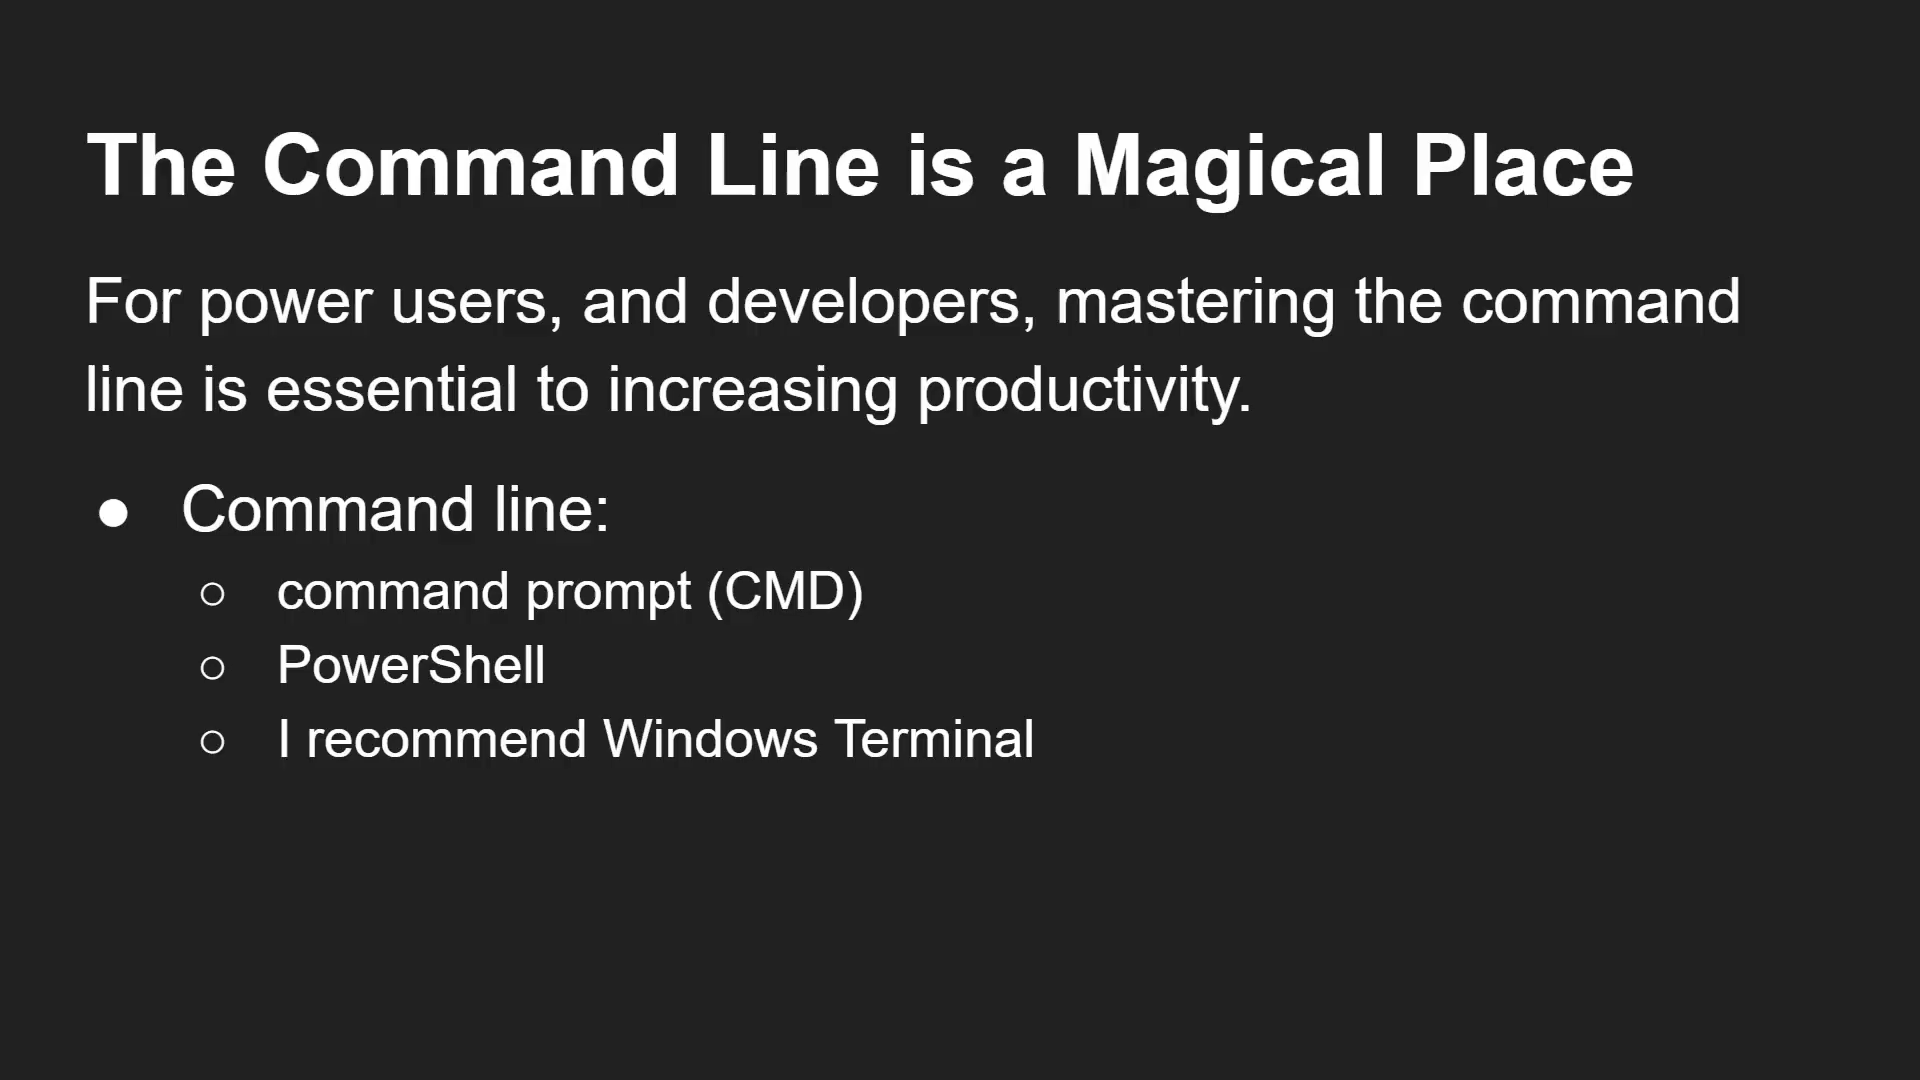 The Command Line is a Magical Place
For power users, and developers, mastering the command
line is essential to increasing productivity.
● Command line:
○ command prompt (CMD)
○ PowerShell
○ I recommend Windows Terminal